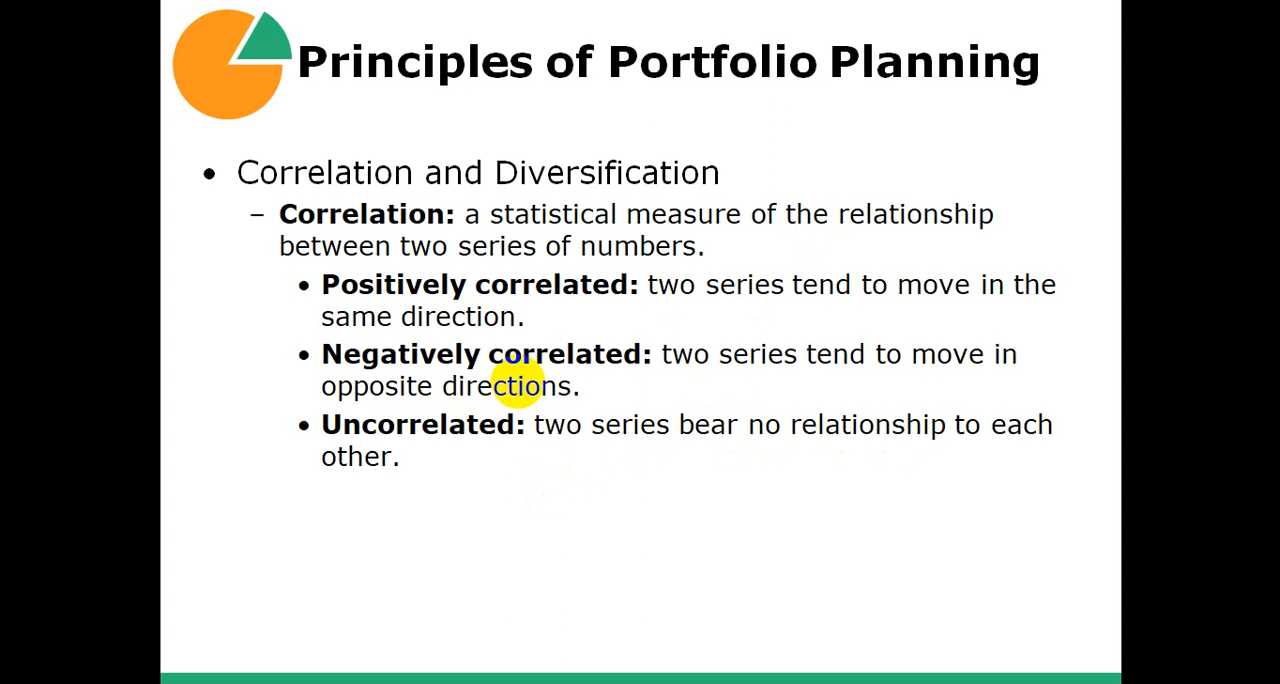 Principles of Portfolio Planning
• Correlation and Diversification
– Correlation: a statistical measure of the relationship
between two series of numbers.
• Positively correlated: two series tend to move in the
same direction.
• Negatively correlated: two series tend to move in
opposite directions.
• Uncorrelated: two series bear no relationship to each
other.